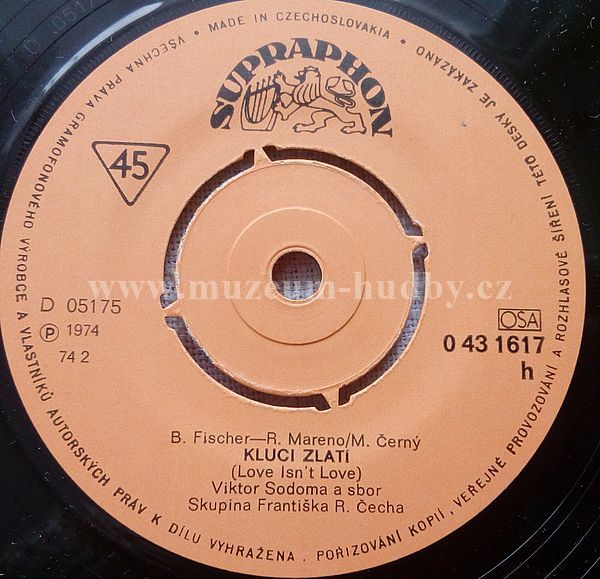 VŠECHNA PRÁVA GRAMOFONOVÉHO VÝROBCE A VLASTNÍKŮ AUTORSKÝCH PRÁV K DÍLU VYHRAŽENA. POŘIZOVÁNÍ KOPIÍ, VEŘEJNÉ PROVOZOVÁNÍ A ROZHLASOVÉ ŠÍŘENÍ TÉTO DESKY JE ZAKÁZÁNO
• MADE IN CZECHOSLOVAKIA •
SUPRAPHON
45
www.muzeum-hudby.cz
D 05175
Ⓟ 1974
74 2
OSA
0 43 1617
h
B. Fischer—R. Mareno/M. Černý
KLUCI ZLATÍ
(Love Isn't Love)
Viktor Sodoma a sbor
Skupina Františka R. Čecha